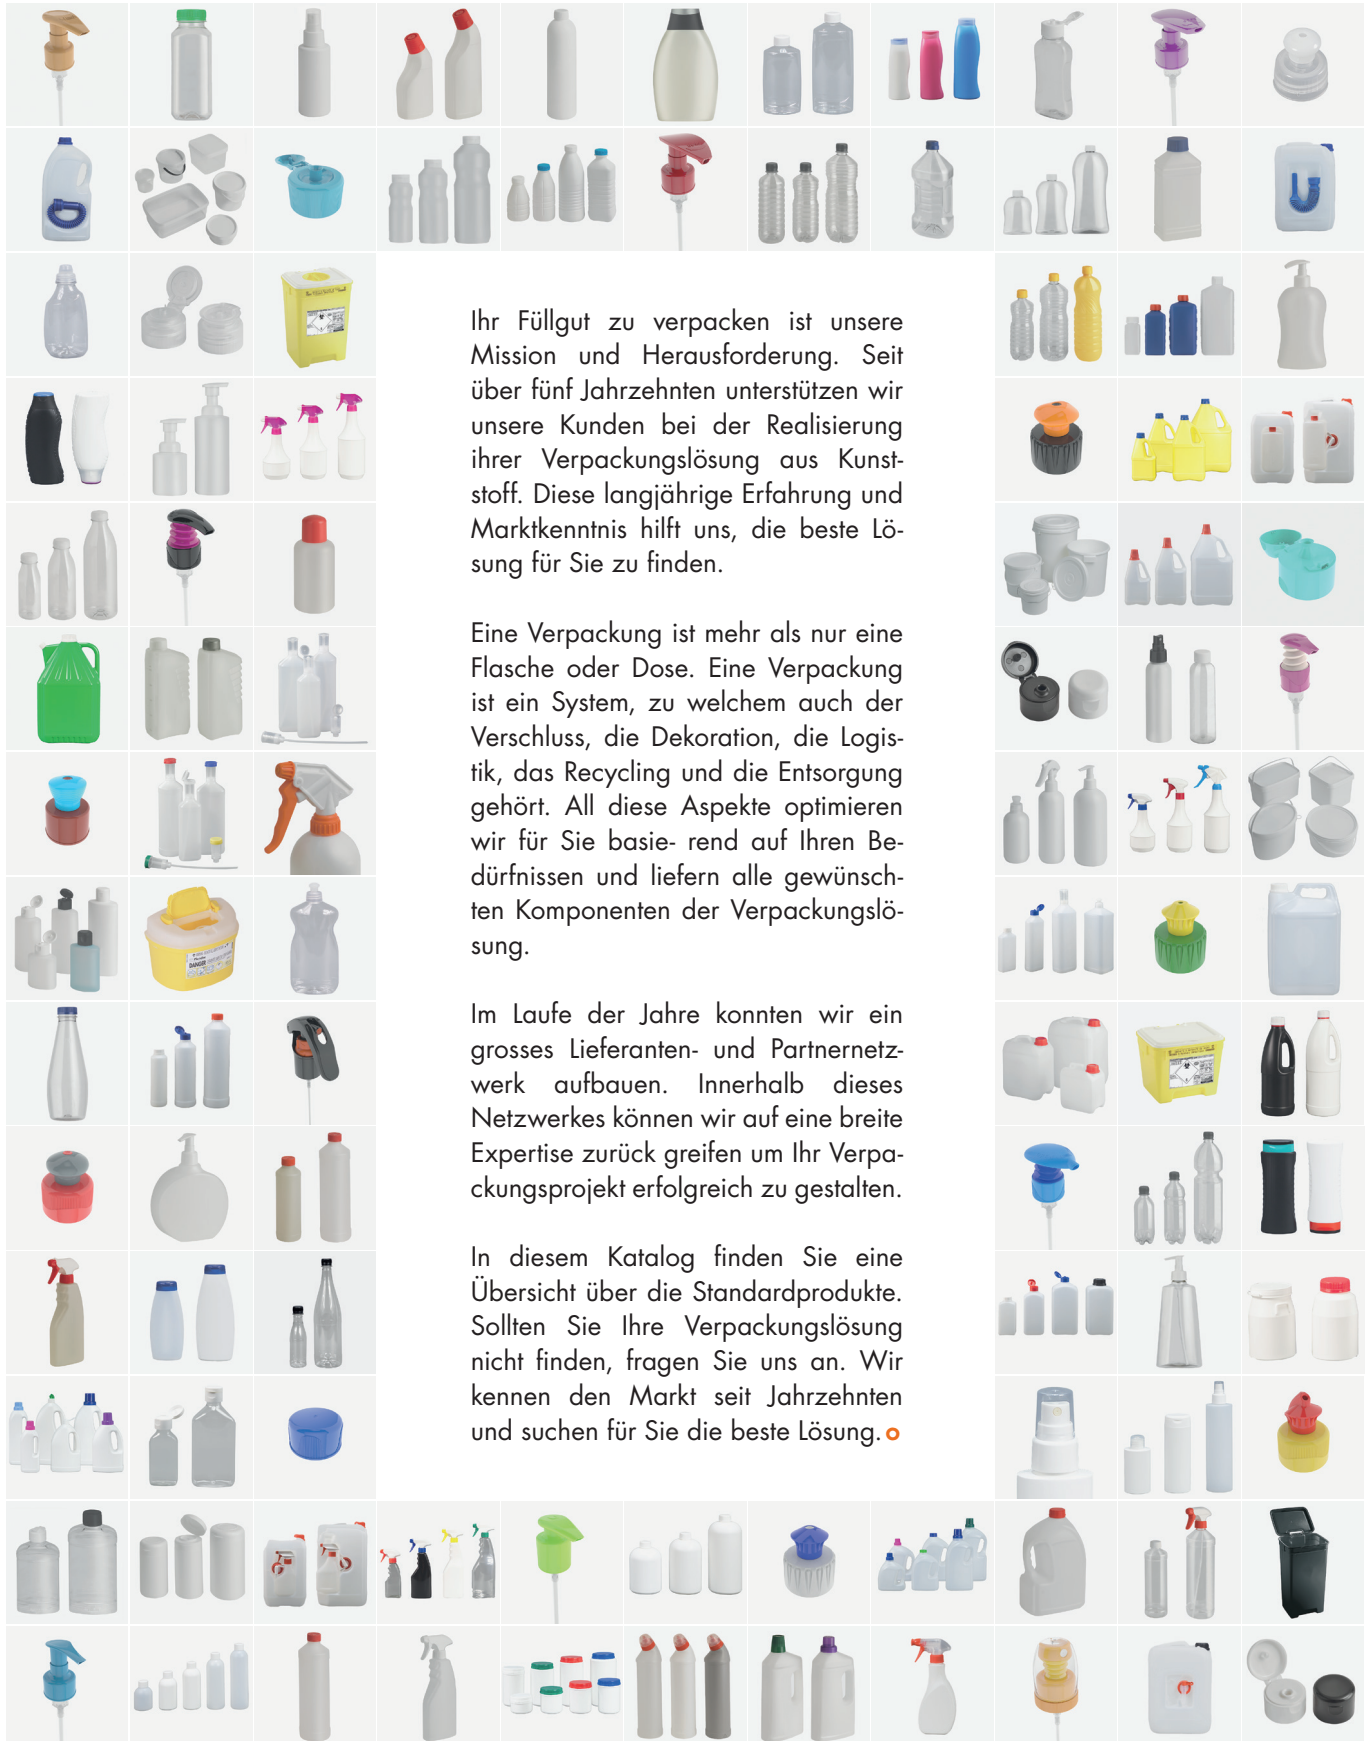 Ihr Füllgut zu verpacken ist unsere
Mission und Herausforderung. Seit
über fünf Jahrzehnten unterstützen wir
unsere Kunden bei der Realisierung
ihrer Verpackungslösung aus Kunst-
stoff. Diese langjährige Erfahrung und
Marktkenntnis hilft uns, die beste Lö-
sung für Sie zu finden.
Eine Verpackung ist mehr als nur eine
Flasche oder Dose. Eine Verpackung
ist ein System, zu welchem auch der
Verschluss, die Dekoration, die Logis-
tik, das Recycling und die Entsorgung
gehört. All diese Aspekte optimieren
wir für Sie basie- rend auf Ihren Be-
dürfnissen und liefern alle gewünsch-
ten Komponenten der Verpackungslö-
sung.
Im Laufe der Jahre konnten wir ein
grosses Lieferanten- und Partnernetz-
werk aufbauen. Innerhalb dieses
Netzwerkes können wir auf eine breite
Expertise zurück greifen um Ihr Verpa-
ckungsprojekt erfolgreich zu gestalten.
In diesem Katalog finden Sie eine
Übersicht über die Standardprodukte.
Sollten Sie Ihre Verpackungslösung
nicht finden, fragen Sie uns an. Wir
kennen den Markt seit Jahrzehnten
und suchen für Sie die beste Lösung.
DANGER